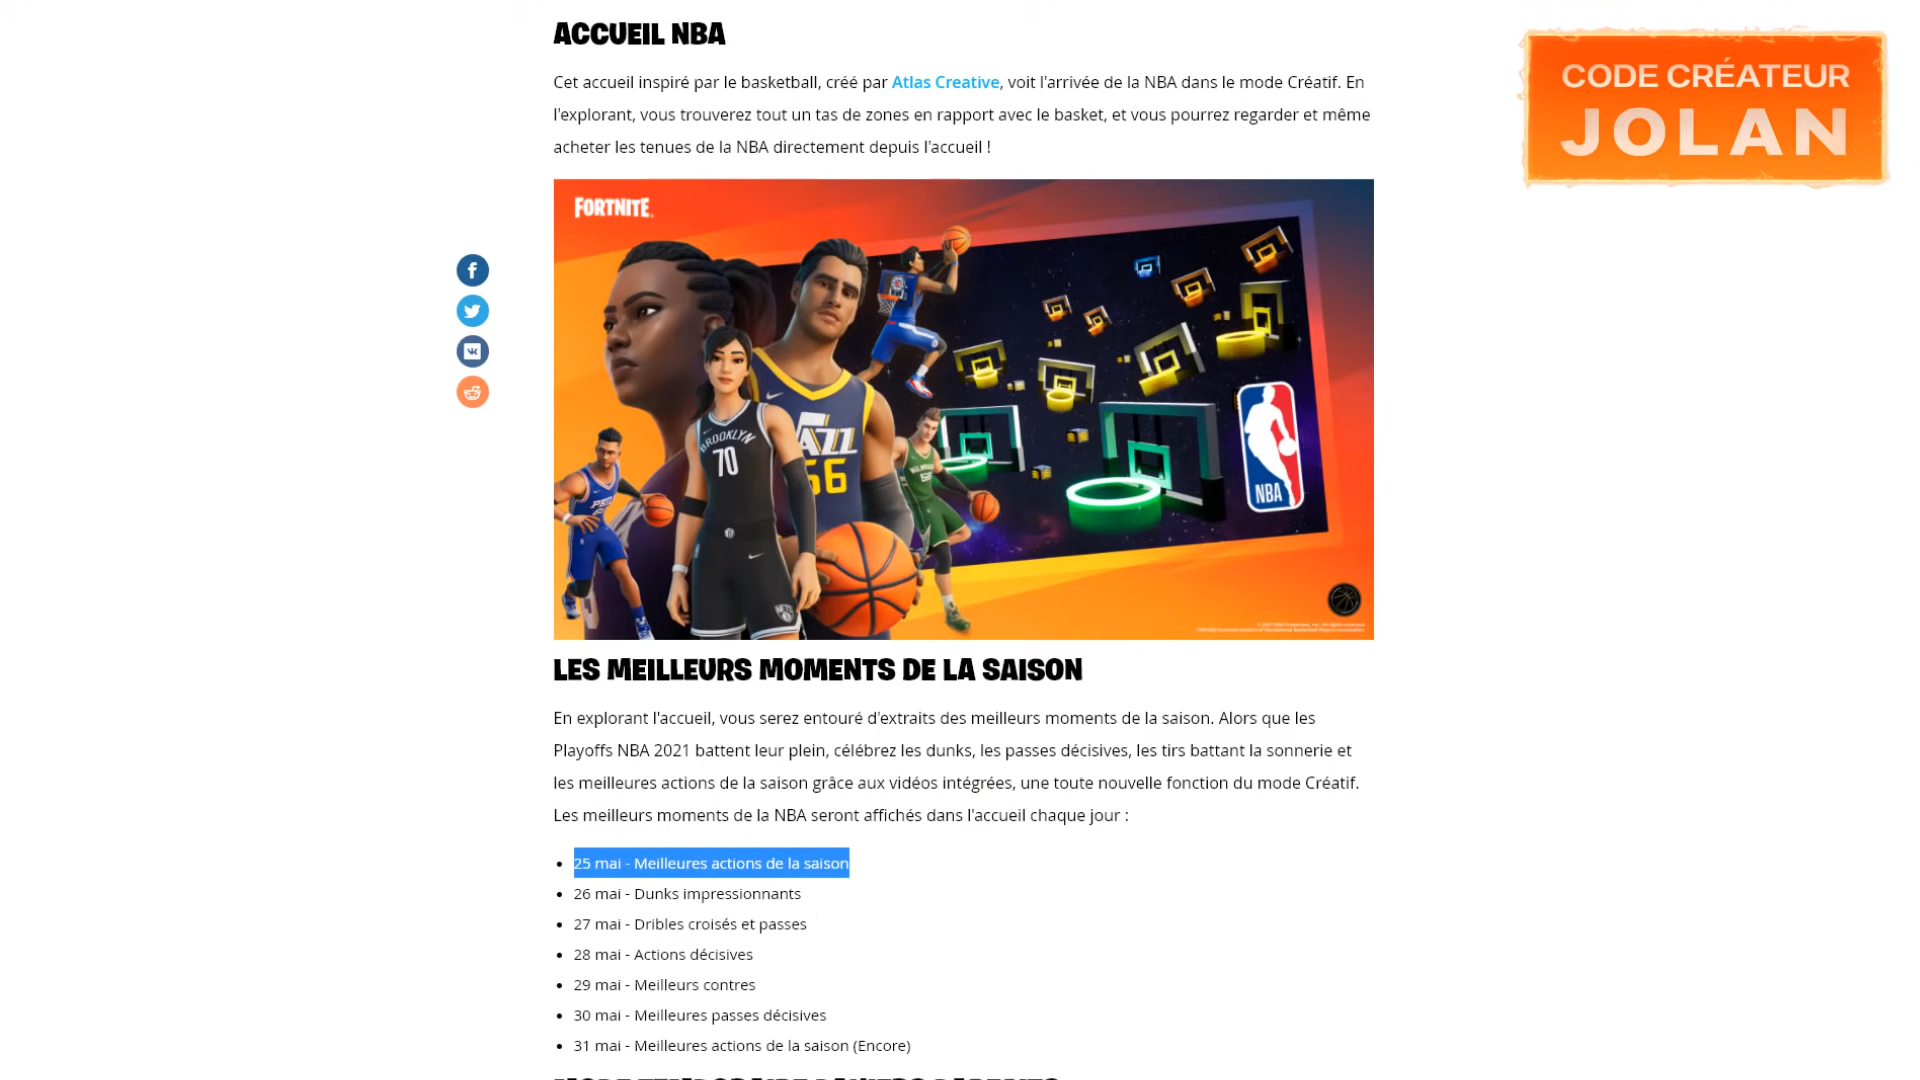 ACCUEIL NBA
Cet accueil inspiré par le basketball, créé par Atlas Creative, voit l'arrivée de la NBA dans le mode Créatif. En
l'explorant, vous trouverez tout un tas de zones en rapport avec le basket, et vous pourrez regarder et même
acheter les tenues de la NBA directement depuis l'accueil !
CODE CRÉATEUR
JOLAN
FORTNITE
BROOKLYN
70
56
NBA
LES MEILLEURS MOMENTS DE LA SAISON
En explorant l'accueil, vous serez entouré d'extraits des meilleurs moments de la saison. Alors que les
Playoffs NBA 2021 battent leur plein, célébrez les dunks, les passes décisives, les tirs battant la sonnerie et
les meilleures actions de la saison grâce aux vidéos intégrées, une toute nouvelle fonction du mode Créatif.
Les meilleurs moments de la NBA seront affichés dans l'accueil chaque jour :
• 25 mai - Meilleures actions de la saison
• 26 mai - Dunks impressionnants
• 27 mai - Dribles croisés et passes
• 28 mai - Actions décisives
• 29 mai - Meilleurs contres
• 30 mai - Meilleures passes décisives
• 31 mai - Meilleures actions de la saison (Encore)